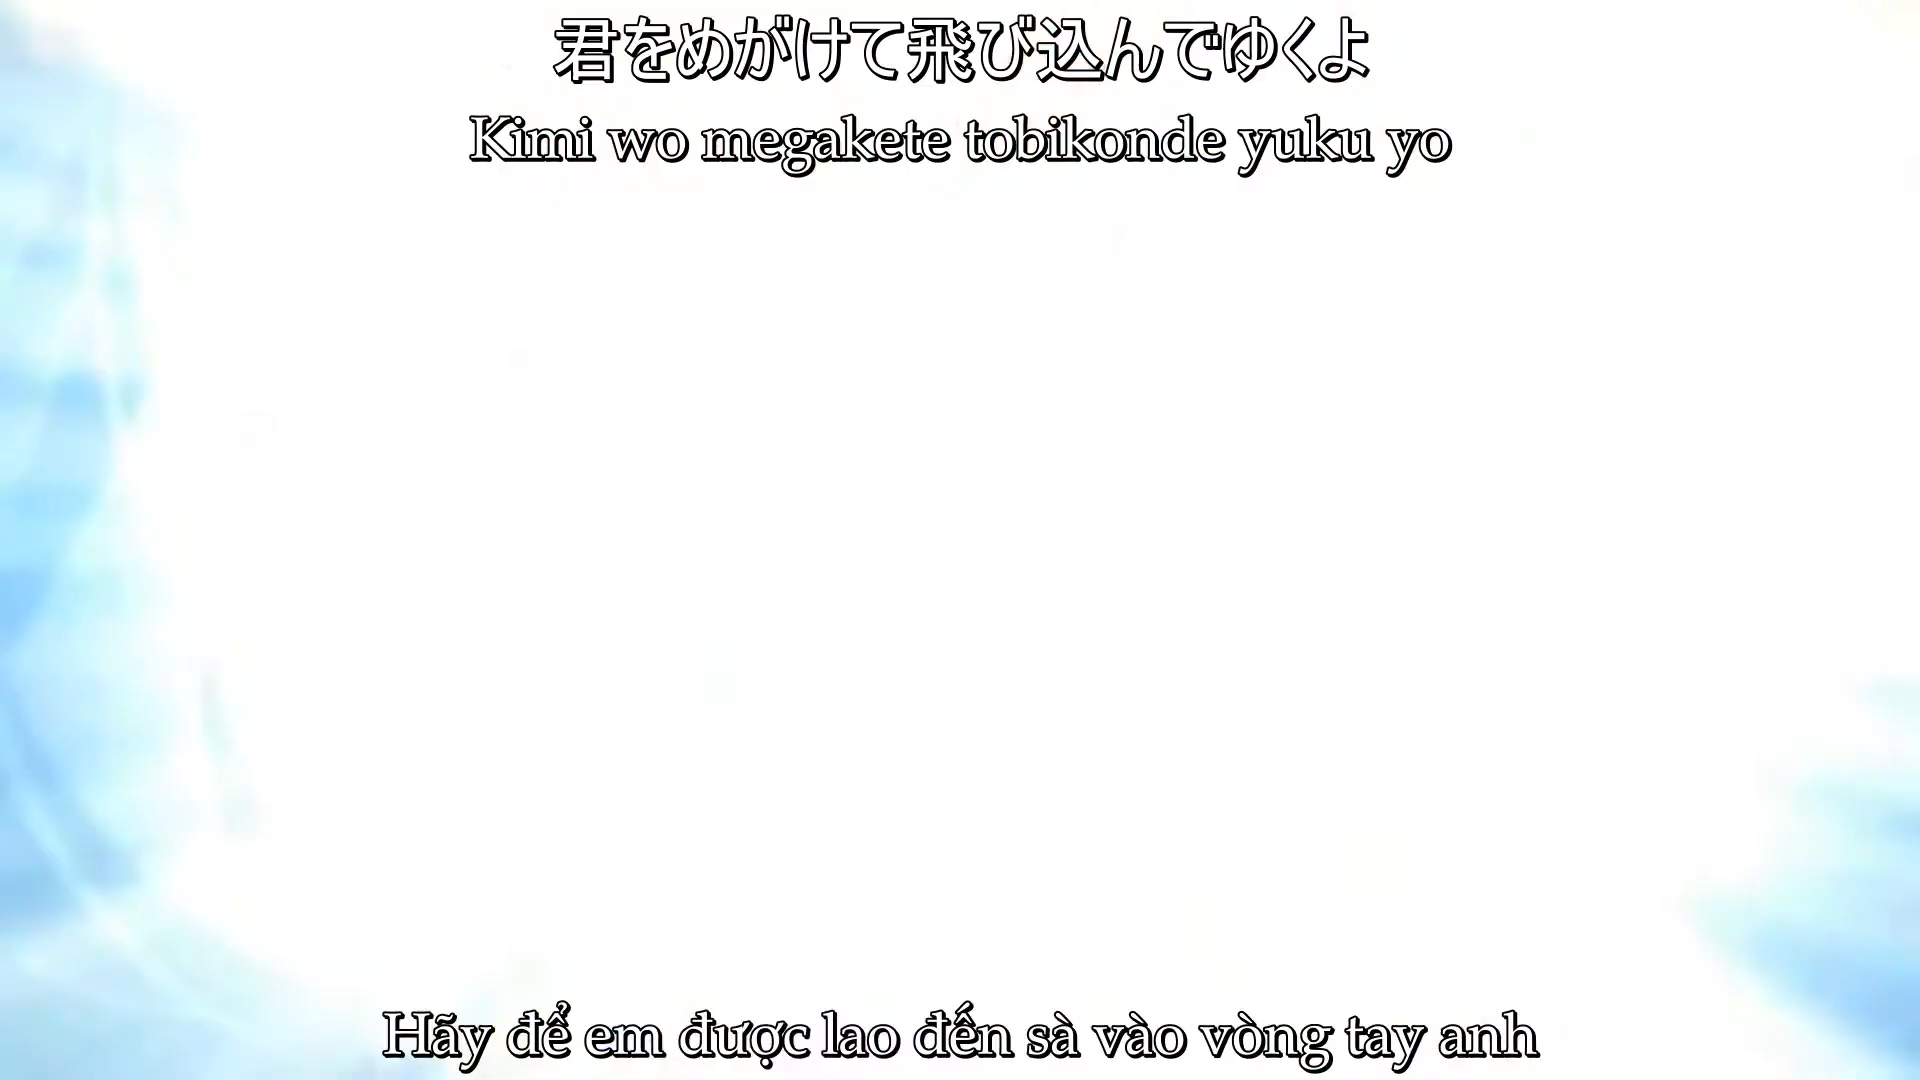 君をめがけて飛び込んでゆくよ
Kimi wo megakete tobikonde yuku yo
Hãy để em được lao đến sà vào vòng tay anh